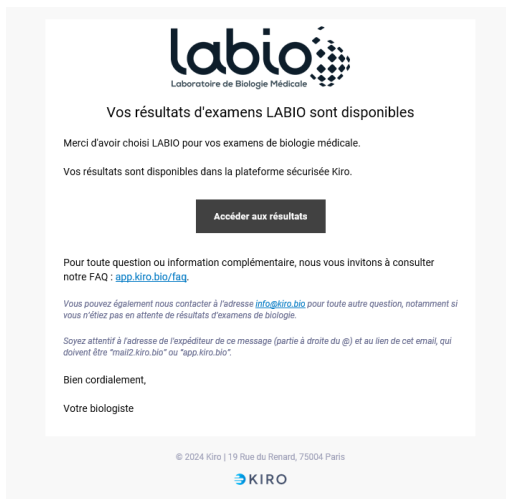 labio
Laboratoire de Biologie Médicale
Vos résultats d'examens LABIO sont disponibles
Merci d'avoir choisi LABIO pour vos examens de biologie médicale.
Vos résultats sont disponibles dans la plateforme sécurisée Kiro.
Accéder aux résultats
Pour toute question ou information complémentaire, nous vous invitons à consulter
notre FAQ : app.kiro.bio/faq.
Vous pouvez également nous contacter à l'adresse info@kiro.bio pour toute autre question, notamment si
vous n'étiez pas en attente de résultats d'examens de biologie.
Soyez attentif à l'adresse de l'expéditeur de ce message (partie à droite du @) et au lien de cet email, qui
doivent être "mail2.kiro.bio" ou "app.kiro.bio".
Bien cordialement,
Votre biologiste
© 2024 Kiro | 19 Rue du Renard, 75004 Paris
KIRO